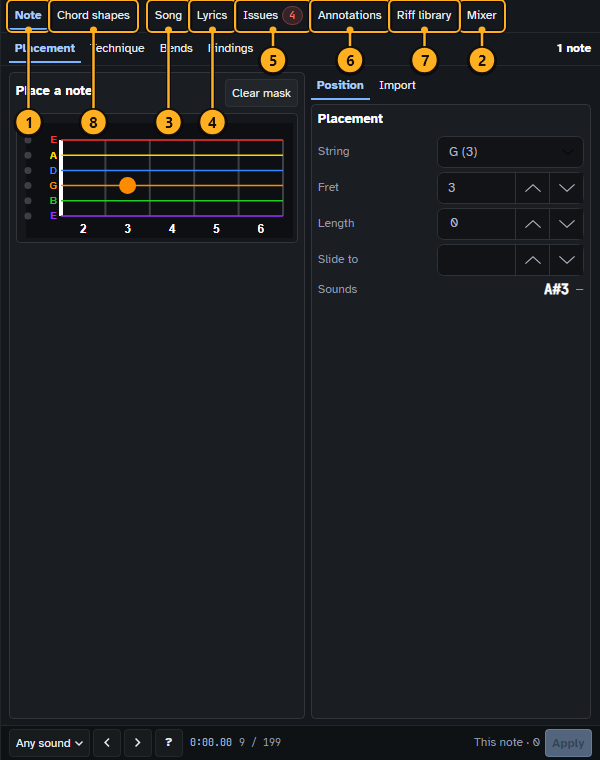 Note Chord shapes Song Lyrics Issues 4 Annotations Riff library Mixer
Placement Technique Bends Findings 1 note
5 6 7 2
Place a note Clear mask
Position Import
1 8 3 4
Placement
E
A
D
G
B
E
2 3 4 5 6
String G (3)
Fret 3
Length 0
Slide to
Sounds A#3 —
Any sound < > ? 0:00.00 9 / 199 This note · 0 Apply